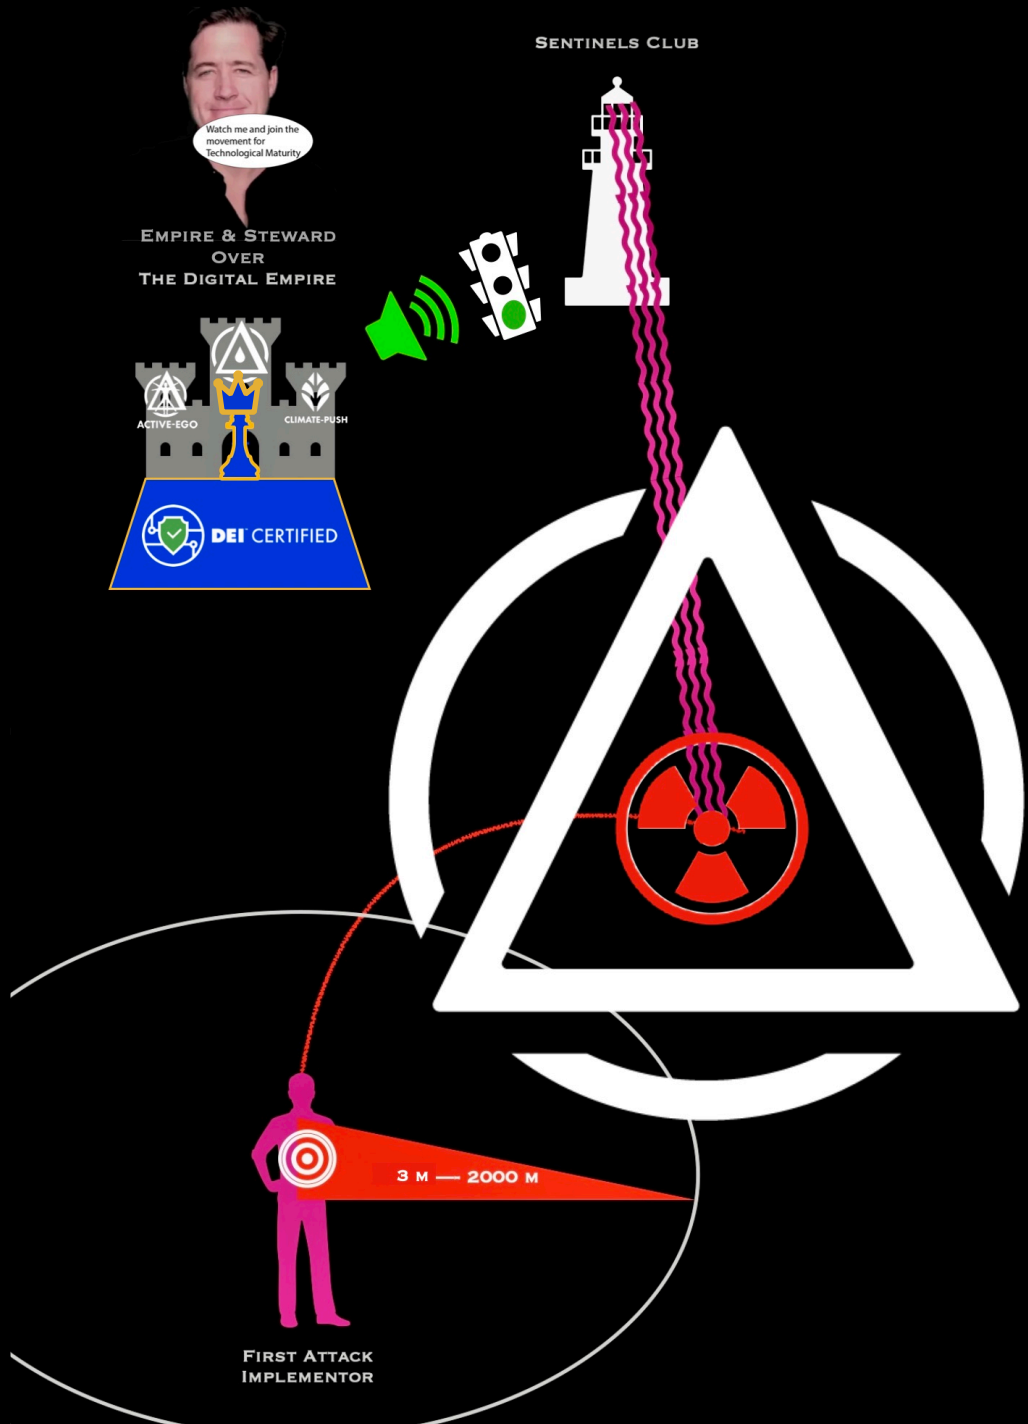 SENTINELS CLUB
Watch me and join the
movement for
Technological Maturity
EMPIRE & STEWARD
OVER
THE DIGITAL EMPIRE
ACTIVE-EGO
CLIMATE-PUSH
DEI™ CERTIFIED
3 M — 2000 M
FIRST ATTACK
IMPLEMENTOR